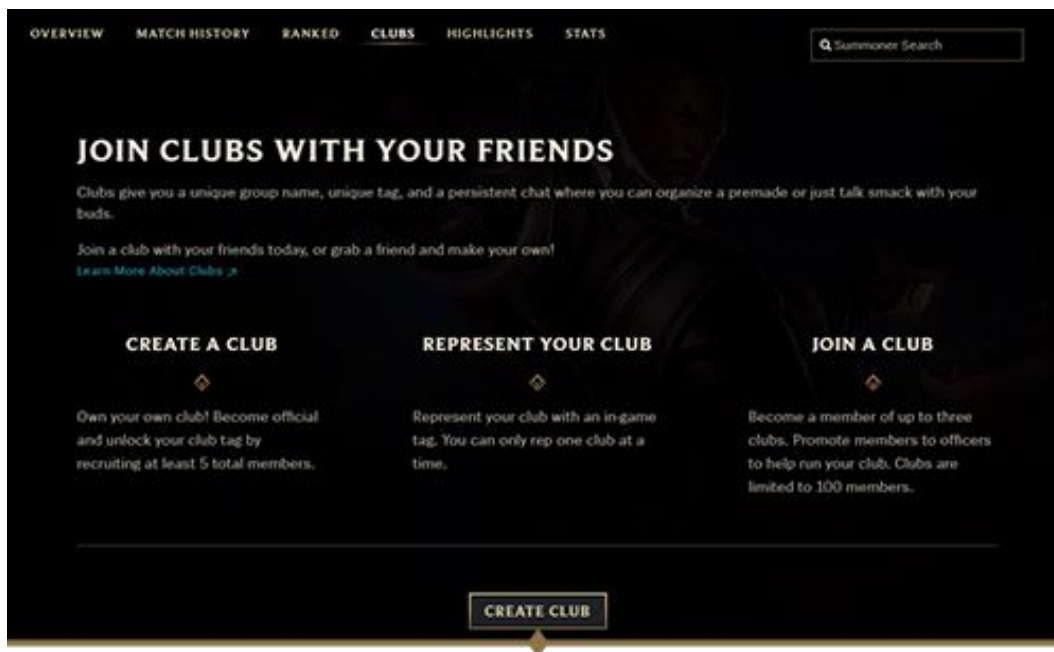 OVERVIEW MATCH HISTORY RANKED CLUBS HIGHLIGHTS STATS
Summoner Search
JOIN CLUBS WITH YOUR FRIENDS
Clubs give you a unique group name, unique tag, and a persistent chat where you can organize a premade or just talk smack with your
buds.
Join a club with your friends today, or grab a friend and make your own!
Learn More About Clubs
CREATE A CLUB
Own your own club! Become official
and unlock your club tag by
recruiting at least 5 total members.
REPRESENT YOUR CLUB
Represent your club with an in-game
tag. You can only rep one club at a
time.
JOIN A CLUB
Become a member of up to three
clubs. Promote members to officers
to help run your club. Clubs are
limited to 100 members.
CREATE CLUB